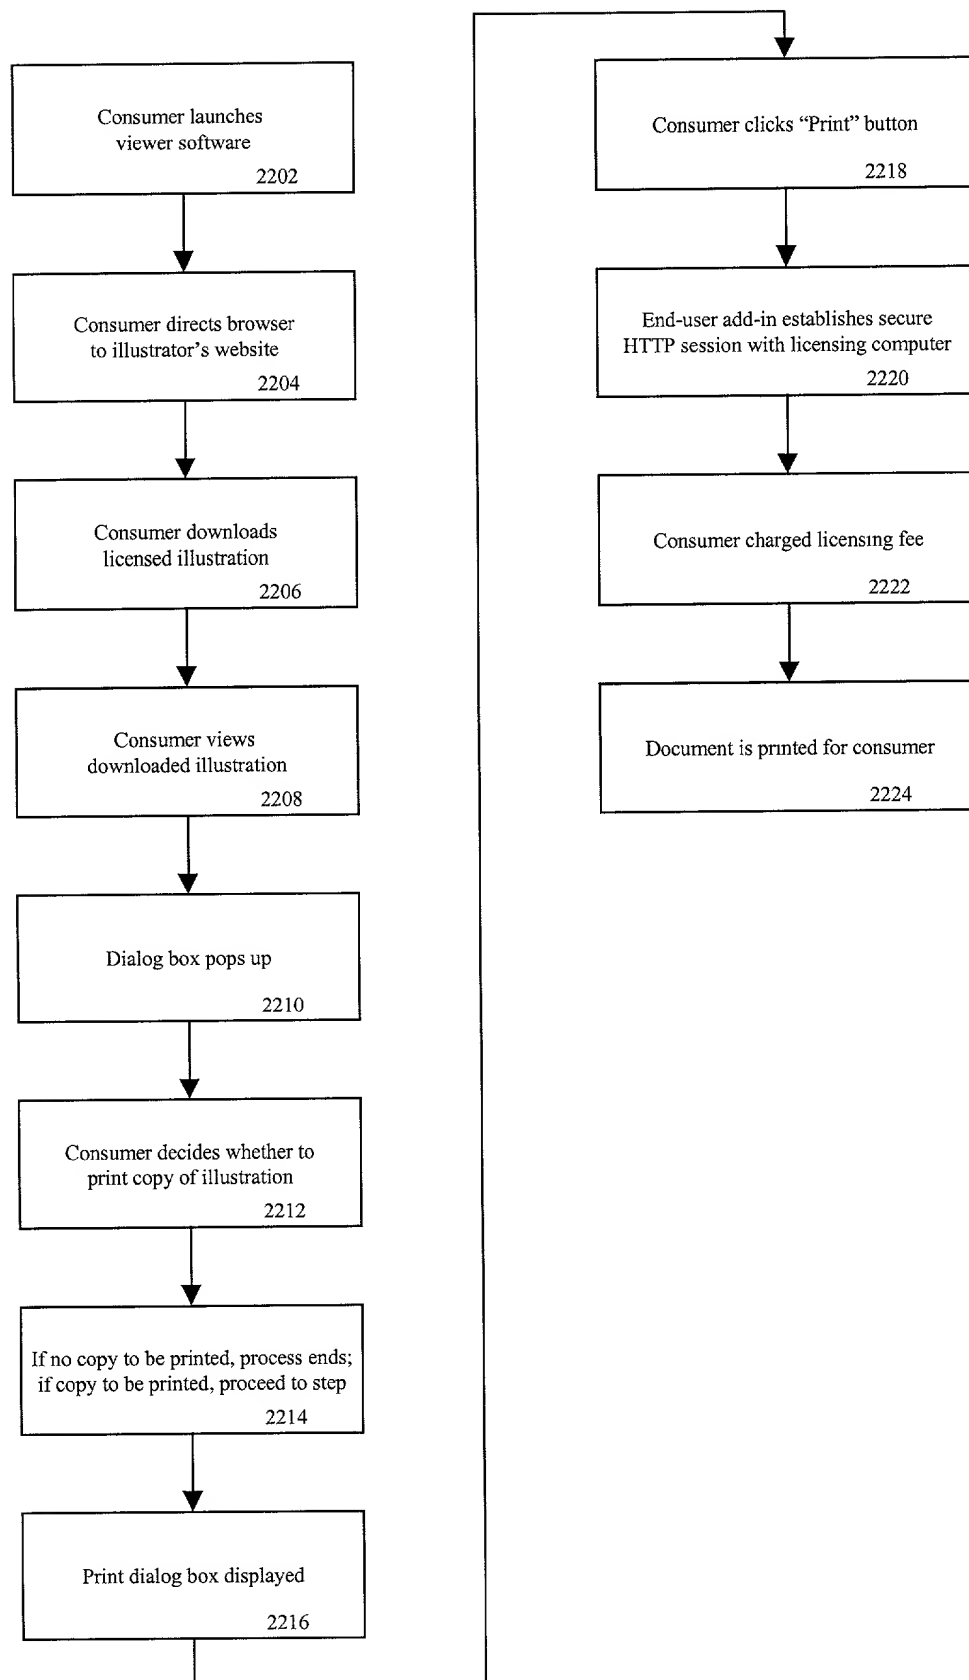 Consumer launches
viewer software
2202
Consumer directs browser
to illustrator's website
2204
Consumer downloads
licensed illustration
2206
Consumer views
downloaded illustration
2208
Dialog box pops up
2210
Consumer decides whether to
print copy of illustration
2212
If no copy to be printed, process ends;
if copy to be printed, proceed to step
2214
Print dialog box displayed
2216
Consumer clicks “Print” button
2218
End-user add-in establishes secure
HTTP session with licensing computer
2220
Consumer charged licensing fee
2222
Document is printed for consumer
2224